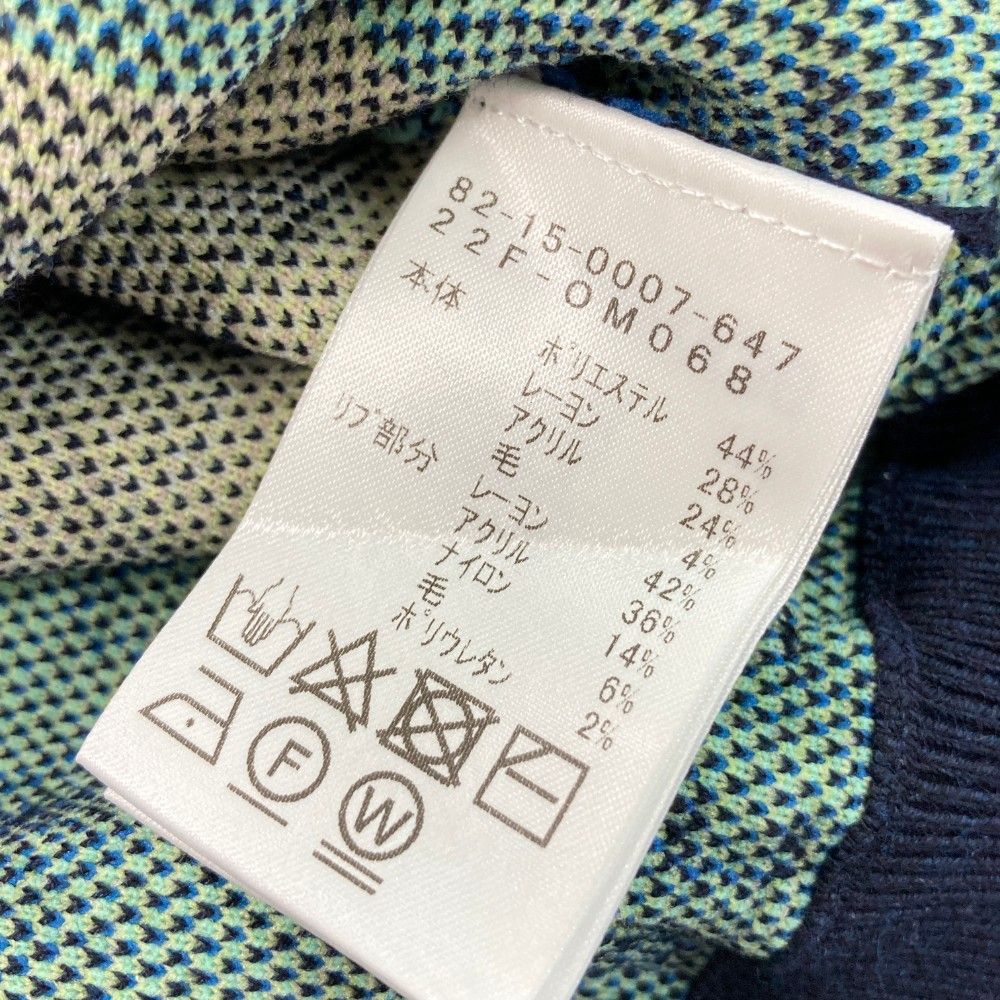 82-15-0007-647
22F-OM068
本体
ポリエステル 44%
レーヨン 28%
アクリル 24%
毛 4%
リブ部分
レーヨン 42%
アクリル 36%
ナイロン 14%
毛 6%
ポリウレタン 2%
F
W